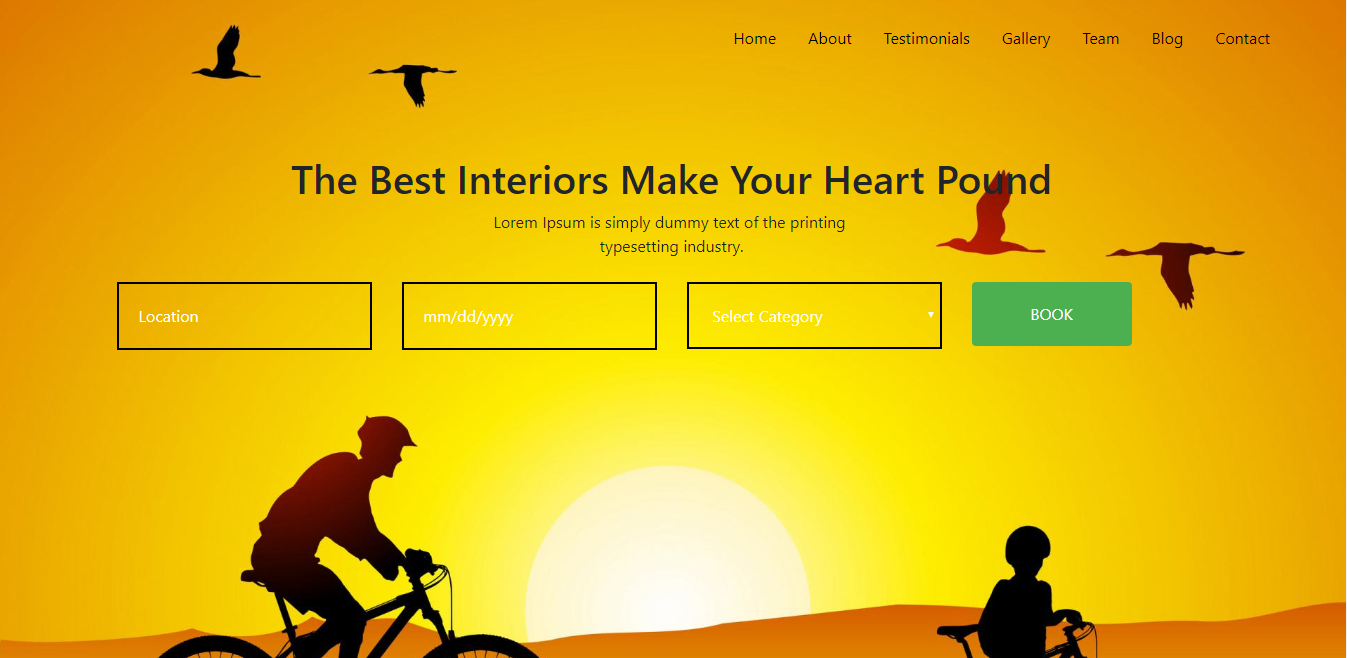 Home About Testimonials Gallery Team Blog Contact
The Best Interiors Make Your Heart Pound
Lorem Ipsum is simply dummy text of the printing
typesetting industry.
Location mm/dd/yyyy Select Category BOOK